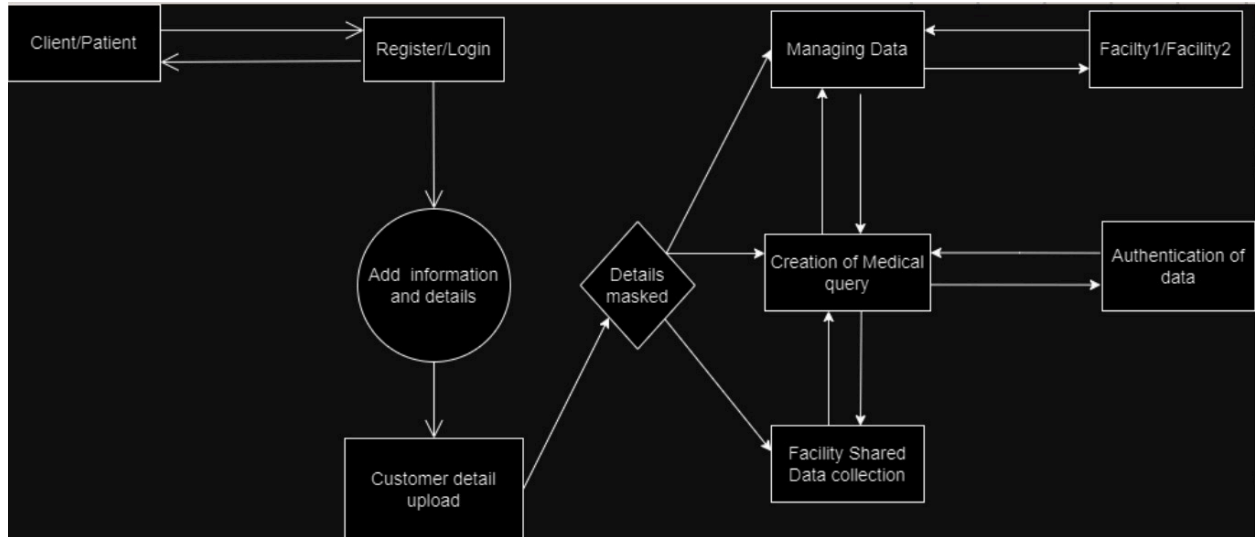 Client/Patient
Register/Login
Add information
and details
Customer detail
upload
Details
masked
Managing Data
Facilty1/Facility2
Creation of Medical
query
Authentication of
data
Facility Shared
Data collection